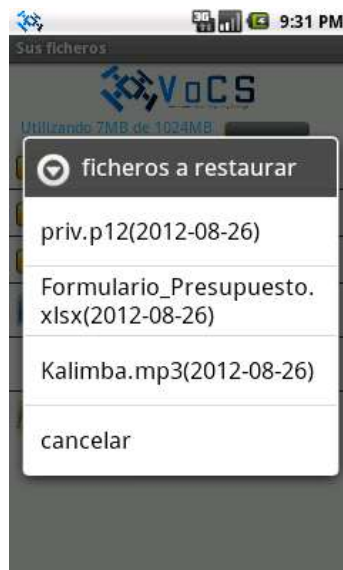 3G
9:31 PM
Sus ficheros
VOCS
Utilizando 7MB de 1024MB
ficheros a restaurar
priv.p12(2012-08-26)
Formulario_Presupuesto.
xlsx(2012-08-26)
Kalimba.mp3(2012-08-26)
cancelar